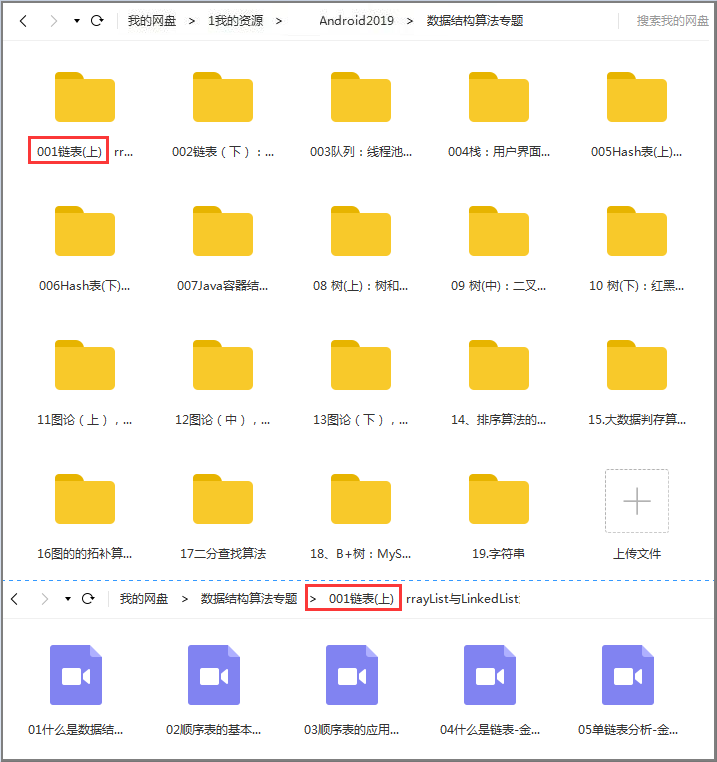 我的网盘 > 1我的资源 > Android2019 > 数据结构算法专题 搜索我的网盘
001链表(上) rr... 002链表（下）：... 003队列：线程池... 004栈：用户界面... 005Hash表(上)...
006Hash表(下)... 007Java容器结... 08 树(上)：树和... 09 树(中)：二叉... 10 树(下)：红黑...
11图论（上），... 12图论（中），... 13图论（下），... 14、排序算法的... 15.大数据判存算...
16图的的拓补算... 17二分查找算法 18、B+树：MyS... 19.字符串 上传文件
我的网盘 > 数据结构算法专题 > 001链表(上) rrayList与LinkedList
01什么是数据结... 02顺序表的基本... 03顺序表的应用... 04什么是链表-金... 05单链表分析-金...